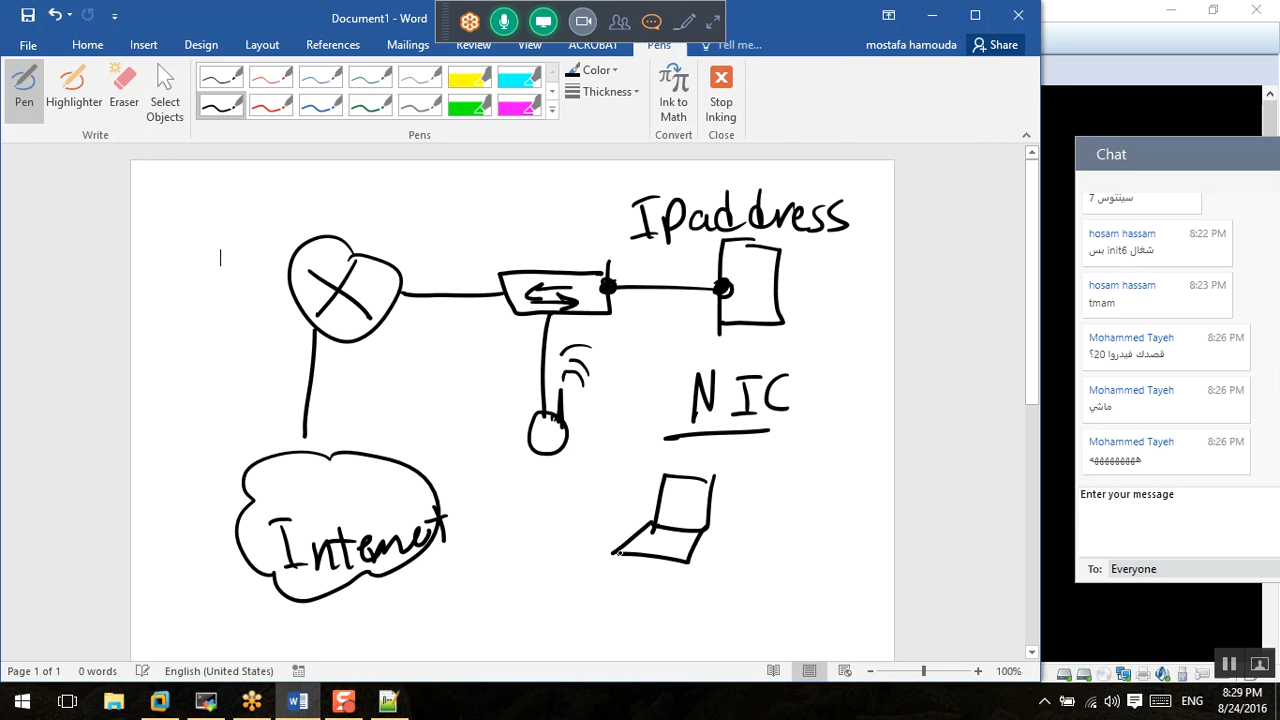 Document1 - Word
File
Home
Insert
Design
Layout
References
Mailings
Review
View
ACROBAT
Pens
Tell me...
mostafa hamouda
Share
Pen
Highlighter
Eraser
Select
Objects
Write
Pens
Color
Thickness
Ink to
Math
Convert
Stop
Inking
Close
Ipaddress
NIC
Internet
Chat
سينتوس 7
hosam hassam 8:22 PM
شغال init6 بس
hosam hassam 8:23 PM
tmam
Mohammed Tayeh 8:26 PM
قصدك فيدروا 20؟
Mohammed Tayeh 8:26 PM
ماشي
Mohammed Tayeh 8:26 PM
هههههههههه
Enter your message
To: Everyone
Page 1 of 1
0 words
English (United States)
100%
ENG
8:29 PM
8/24/2016